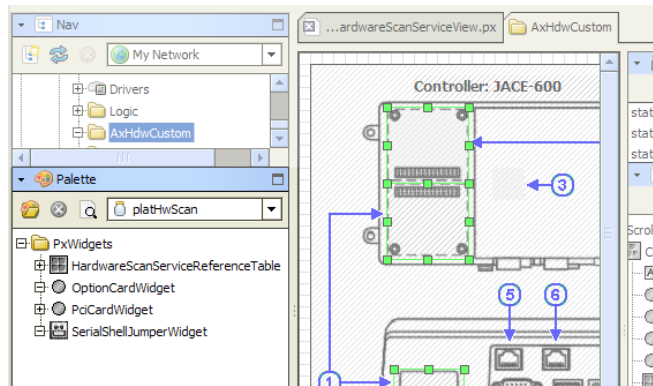 Nav
My Network
Drivers
Logic
AxHdwCustom
Palette
platHwScan
PxWidgets
HardwareScanServiceReferenceTable
OptionCardWidget
PciCardWidget
SerialShellJumperWidget
...ardwareScanServiceView.px
AxHdwCustom
Controller: JACE-600
3
1
5
6
1
stat
stat
stat
Scrol
C